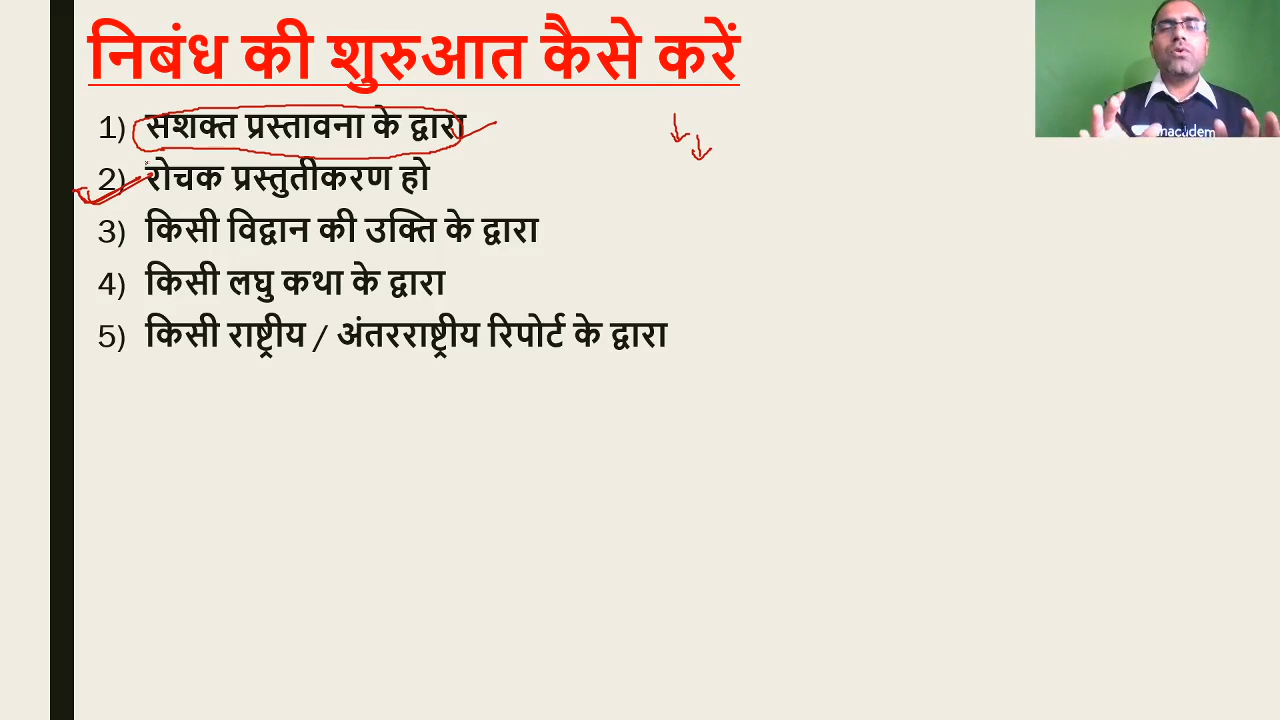 निबंध की शुरुआत कैसे करें
1) सशक्त प्रस्तावना के द्वारा
2) रोचक प्रस्तुतीकरण हो
3) किसी विद्वान की उक्ति के द्वारा
4) किसी लघु कथा के द्वारा
5) किसी राष्ट्रीय / अंतरराष्ट्रीय रिपोर्ट के द्वारा